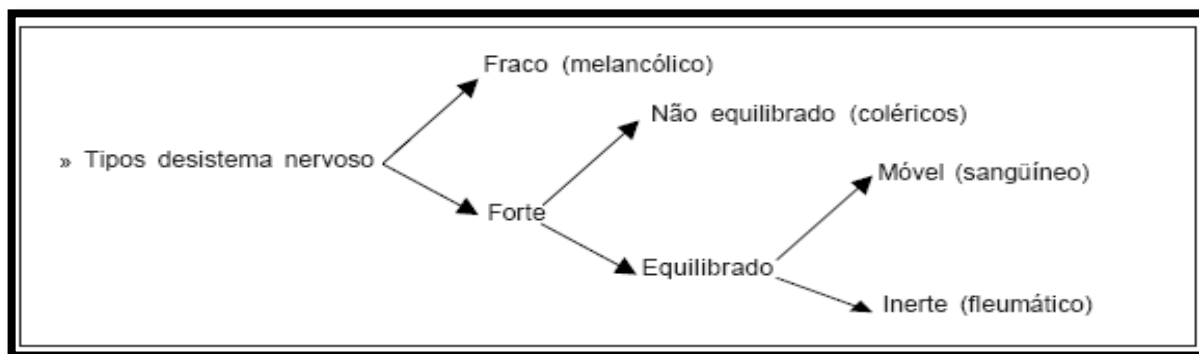 Fraco (melancólico)
Não equilibrado (coléricos)
» Tipos desistema nervoso
Móvel (sangüíneo)
Forte
Equilibrado
Inerte (fleumático)